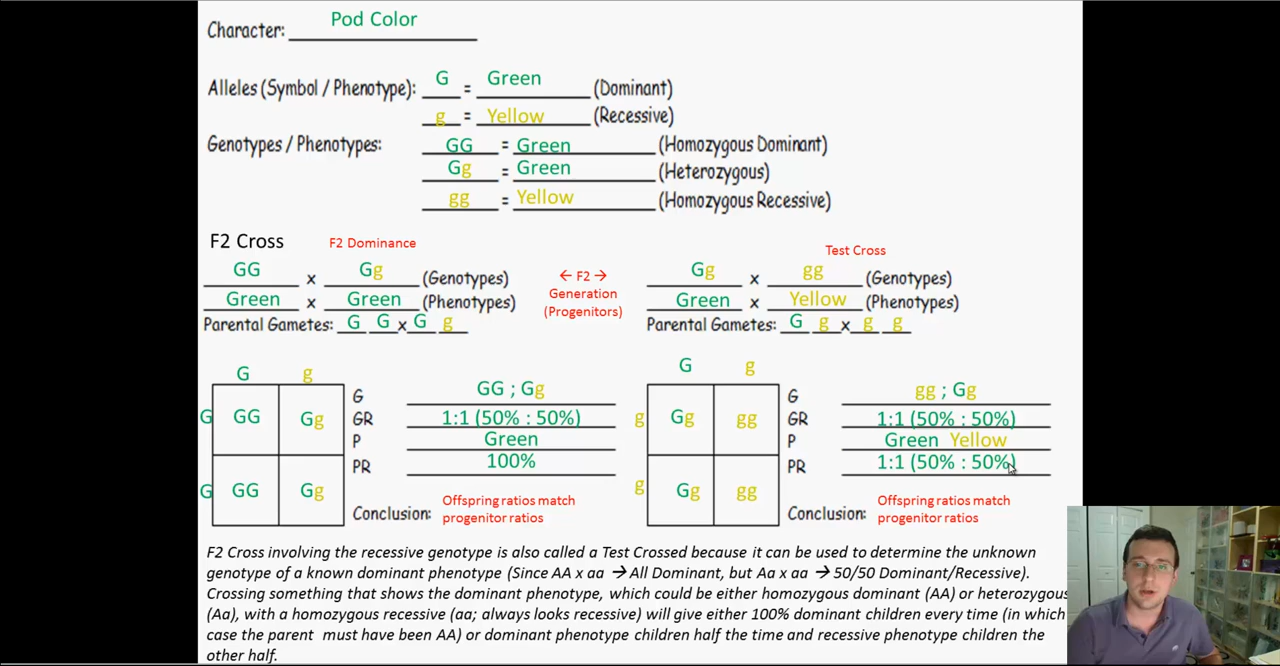 Character: Pod Color
Alleles (Symbol / Phenotype): G = Green (Dominant)
g = Yellow (Recessive)
Genotypes / Phenotypes: GG = Green (Homozygous Dominant)
Gg = Green (Heterozygous)
gg = Yellow (Homozygous Recessive)
F2 Cross F2 Dominance
GG x Gg (Genotypes)
Green x Green (Phenotypes)
Parental Gametes: G G x G g
← F2 →
Generation
(Progenitors)
Test Cross
Gg x gg (Genotypes)
Green x Yellow (Phenotypes)
Parental Gametes: G g x g g
G g
G GG Gg
G GG Gg
G GG ; Gg
GR 1:1 (50% : 50%)
P Green
PR 100%
Conclusion: Offspring ratios match
progenitor ratios
G g
g Gg gg
g Gg gg
G gg ; Gg
GR 1:1 (50% : 50%)
P Green Yellow
PR 1:1 (50% : 50%)
Conclusion: Offspring ratios match
progenitor ratios
F2 Cross involving the recessive genotype is also called a Test Crossed because it can be used to determine the unknown
genotype of a known dominant phenotype (Since AA x aa → All Dominant, but Aa x aa → 50/50 Dominant/Recessive).
Crossing something that shows the dominant phenotype, which could be either homozygous dominant (AA) or heterozygous
(Aa), with a homozygous recessive (aa; always looks recessive) will give either 100% dominant children every time (in which
case the parent must have been AA) or dominant phenotype children half the time and recessive phenotype children the
other half.